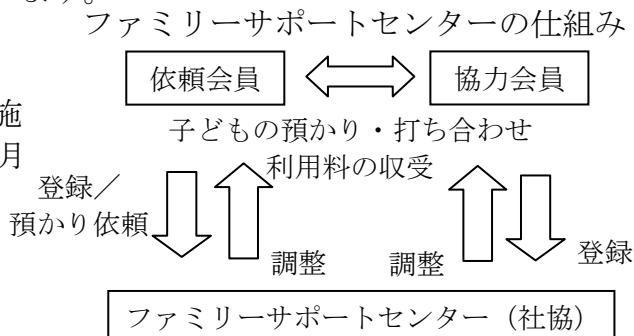 ます。
ファミリーサポートセンターの仕組み
依頼会員
協力会員
施
月
子どもの預かり・打ち合わせ
利用料の収受
登録／
預かり依頼
調整
調整
登録
ファミリーサポートセンター（社協）